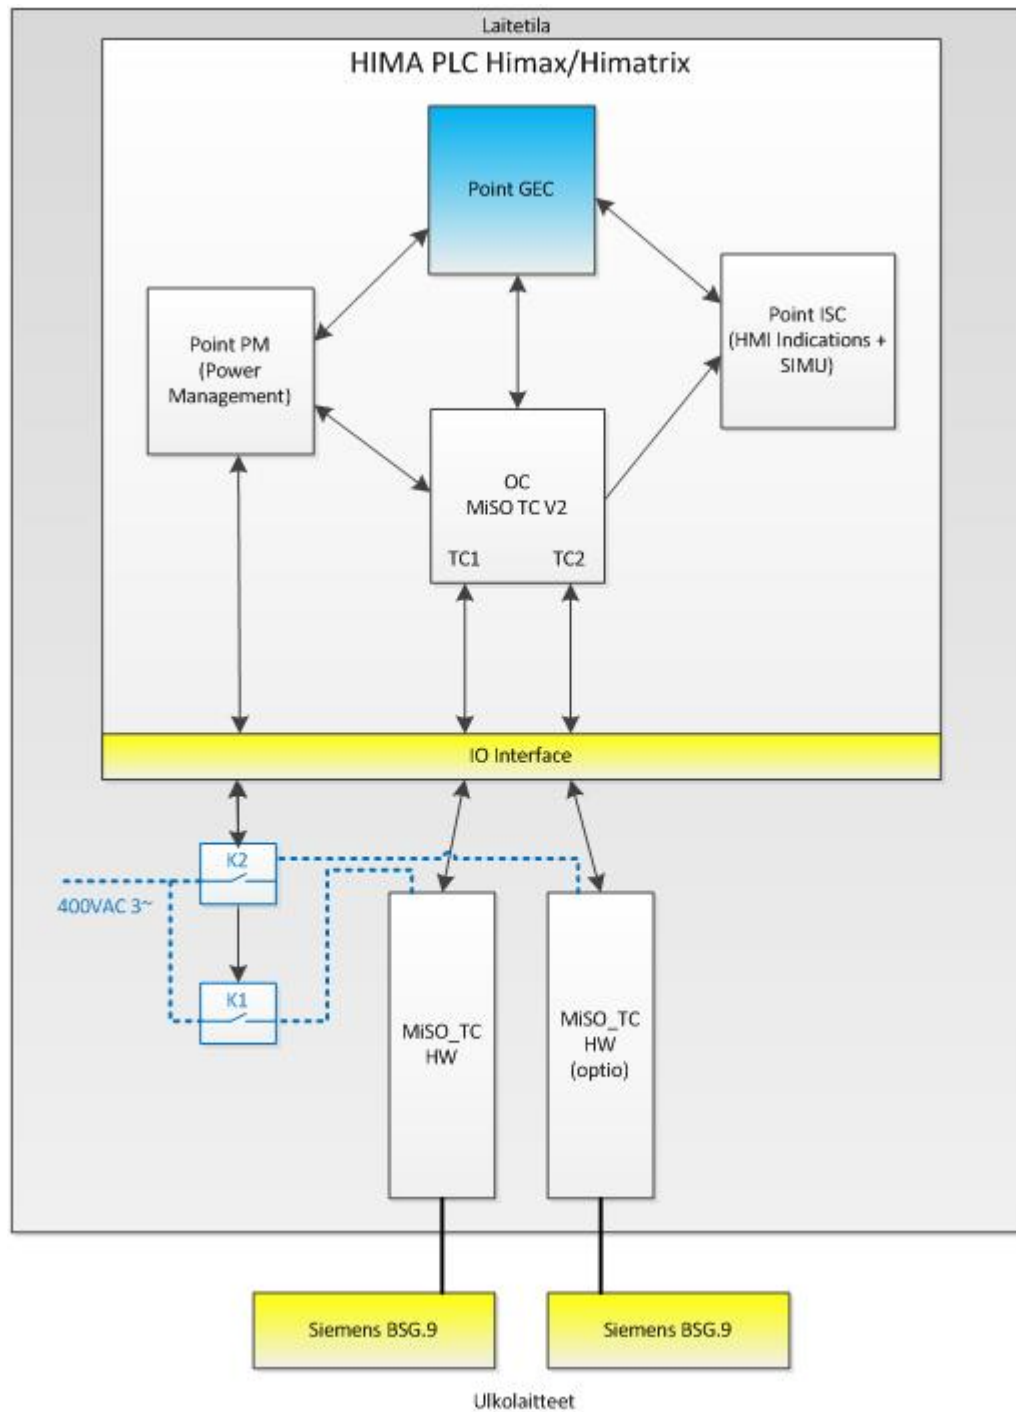 Laitetila
HIMA PLC Himax/Himatrix
Point GEC
Point PM
(Power
Management)
Point ISC
(HMI Indications +
SIMU)
OC
MiSO TC V2
TC1
TC2
IO Interface
K2
400VAC 3~
K1
MiSO_TC
HW
MiSO_TC
HW
(optio)
Siemens BSG.9
Siemens BSG.9
Ulkolaitteet